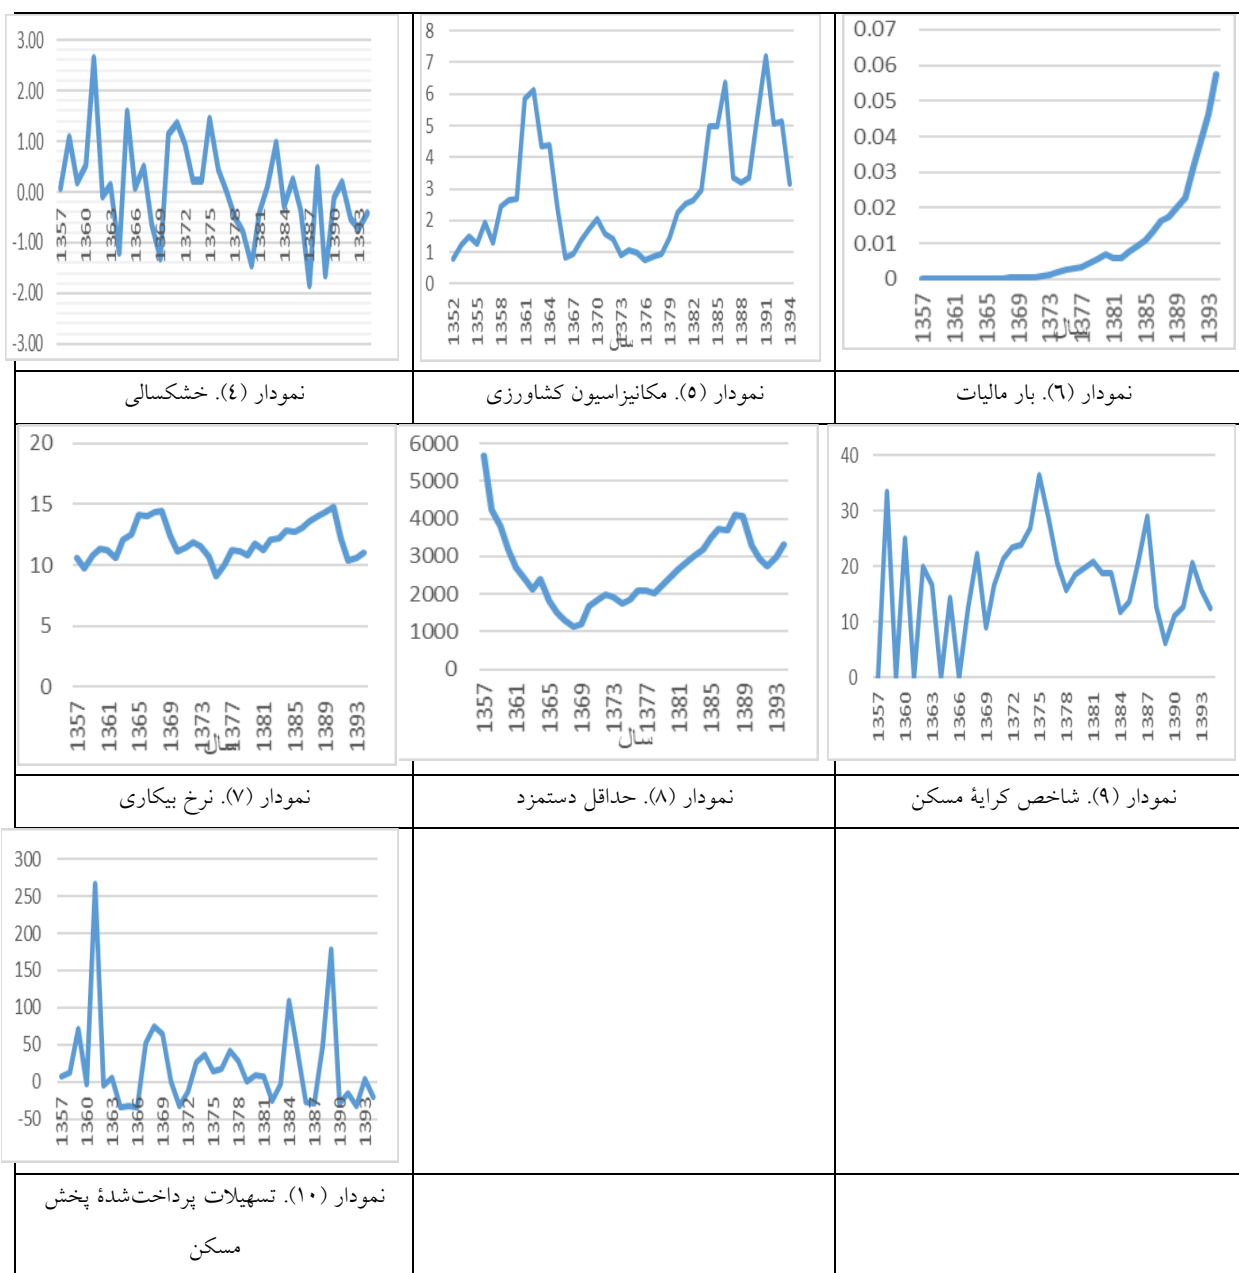 3.00
2.00
1.00
0.00
-1.00
-2.00
-3.00
1357 1360 1363 1366 1369 1372 1375 1378 1381 1384 1387 1390 1393
8
7
6
5
4
3
2
1
0
1352 1355 1358 1361 1364 1367 1370 1373 1376 1379 1382 1385 1388 1391 1394
سال
0.07
0.06
0.05
0.04
0.03
0.02
0.01
0
1357 1361 1365 1369 1373 1377 1381 1385 1389 1393
سال
نمودار (٤). خشکسالی
نمودار (٥). مکانیزاسیون کشاورزی
نمودار (٦). بار مالیات
20
15
10
5
0
1357 1361 1365 1369 1373 1377 1381 1385 1389 1393
سال
6000
5000
4000
3000
2000
1000
0
1357 1361 1365 1369 1373 1377 1381 1385 1389 1393
سال
40
30
20
10
0
1357 1360 1363 1366 1369 1372 1375 1378 1381 1384 1387 1390 1393
نمودار (٧). نرخ بیکاری
نمودار (٨). حداقل دستمزد
نمودار (٩). شاخص کرایهٔ مسکن
300
250
200
150
100
50
0
-50
1357 1360 1363 1366 1369 1372 1375 1378 1381 1384 1387 1390 1393
نمودار (١٠). تسهیلات پرداخت‌شدهٔ پخش
مسکن